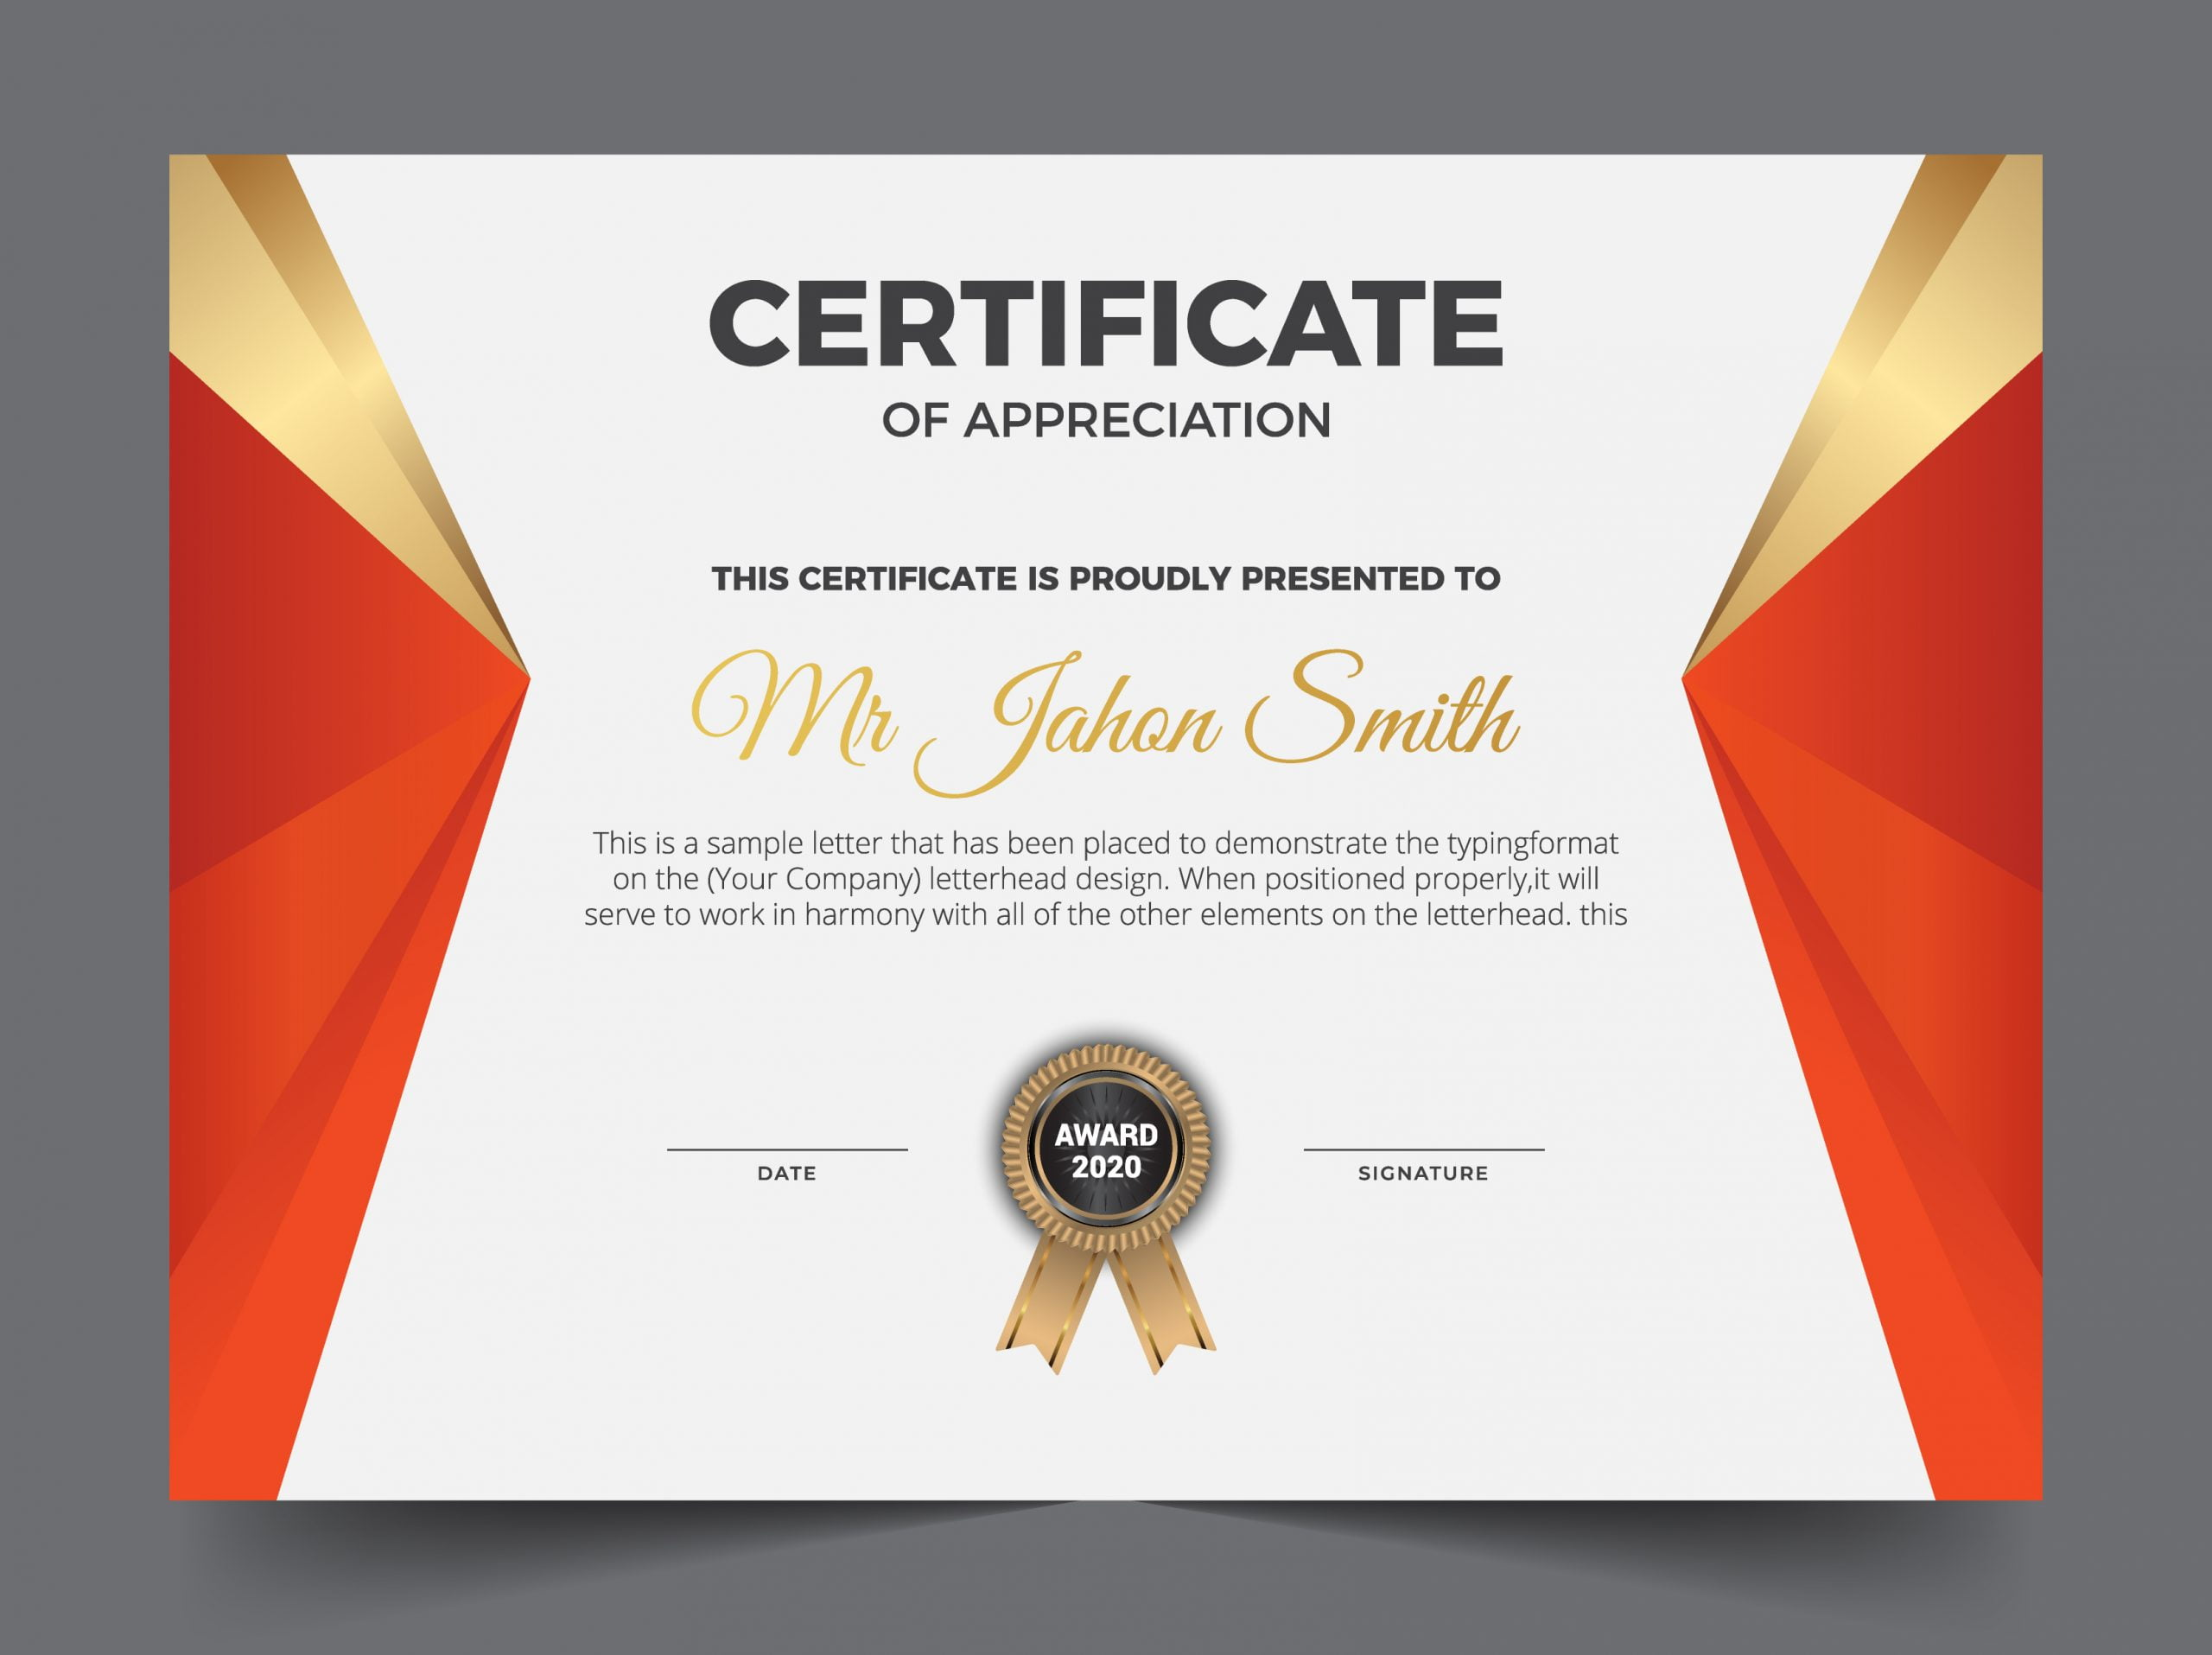 CERTIFICATE
OF APPRECIATION
THIS CERTIFICATE IS PROUDLY PRESENTED TO
Mr Jahon Smith
This is a sample letter that has been placed to demonstrate the typingformat
on the (Your Company) letterhead design. When positioned properly,it will
serve to work in harmony with all of the other elements on the letterhead. this
AWARD
2020
DATE
SIGNATURE